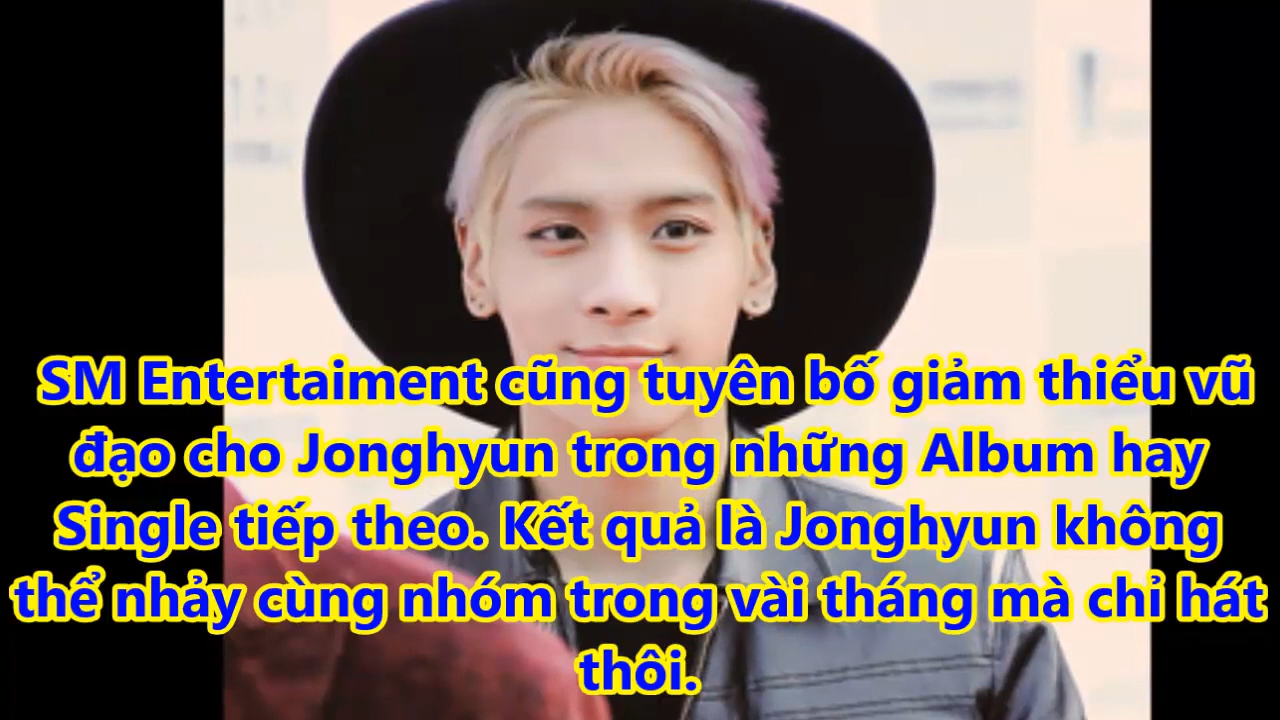 SM Entertaiment cũng tuyên bố giảm thiểu vũ
đạo cho Jonghyun trong những Album hay
Single tiếp theo. Kết quả là Jonghyun không
thể nhảy cùng nhóm trong vài tháng mà chỉ hát
thôi.